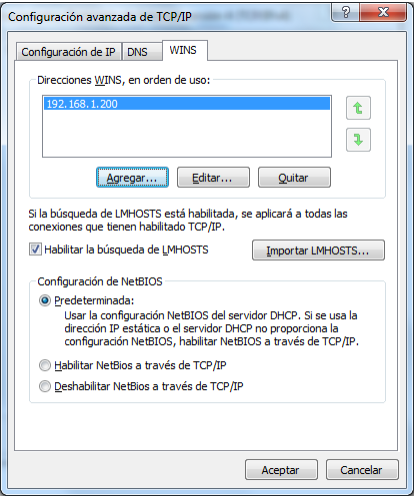 Configuración avanzada de TCP/IP
Configuración de IP
DNS
WINS
Direcciones WINS, en orden de uso:
192.168.1.200
Agregar...
Editar...
Quitar
Si la búsqueda de LMHOSTS está habilitada, se aplicará a todas las
conexiones que tienen habilitado TCP/IP.
Habilitar la búsqueda de LMHOSTS
Importar LMHOSTS...
Configuración de NetBIOS
Predeterminada:
Usar la configuración NetBIOS del servidor DHCP. Si se usa la
dirección IP estática o el servidor DHCP no proporciona la
configuración NetBIOS, habilitar NetBIOS a través de TCP/IP.
Habilitar NetBios a través de TCP/IP
Deshabilitar NetBios a través de TCP/IP
Aceptar
Cancelar